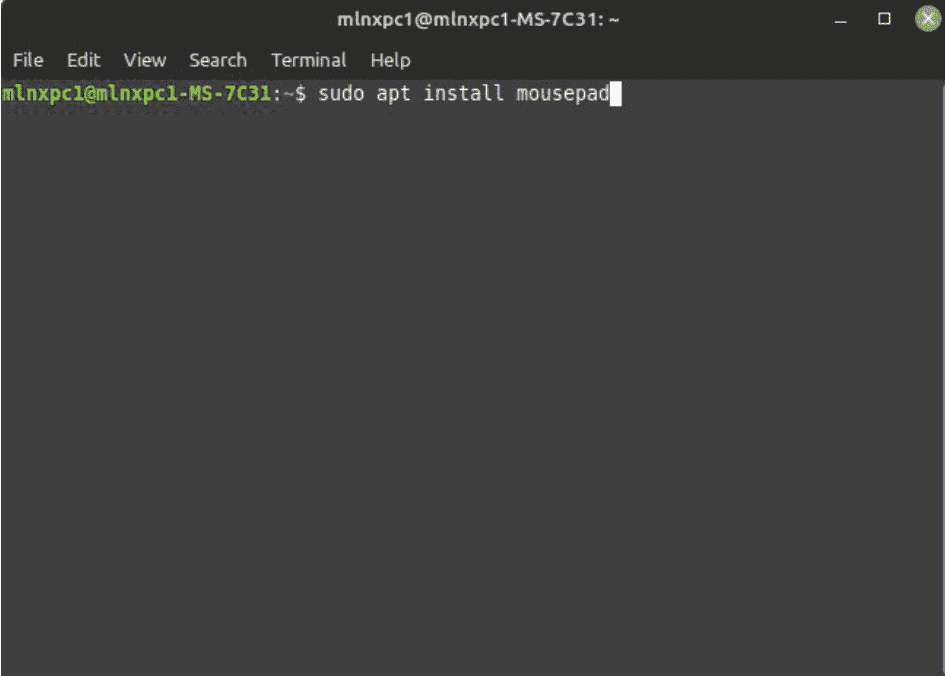 mlnxpc1@mlnxpc1-MS-7C31: ~
File Edit View Search Terminal Help
mlnxpc1@mlnxpc1-MS-7C31:~$ sudo apt install mousepad